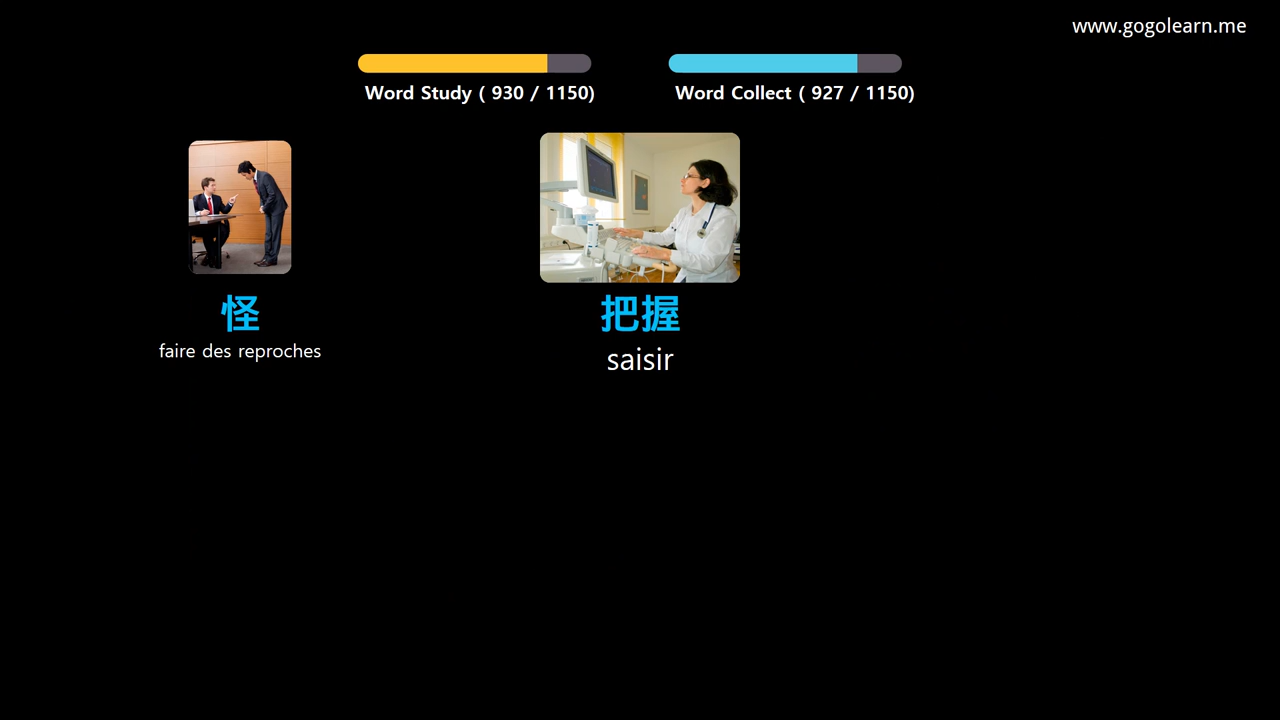 www.gogolearn.me
Word Study ( 930 / 1150)
Word Collect ( 927 / 1150)
怪
faire des reproches
把握
saisir